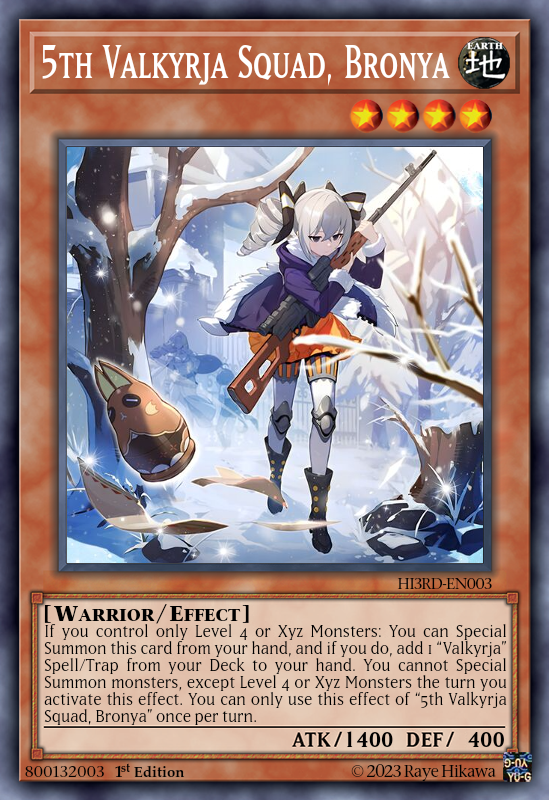 5th Valkyrja Squad, Bronya
EARTH
地
HI3RD-EN003
[Warrior/Effect]
If you control only Level 4 or Xyz Monsters: You can Special
Summon this card from your hand, and if you do, add 1 “Valkyrja”
Spell/Trap from your Deck to your hand. You cannot Special
Summon monsters, except Level 4 or Xyz Monsters the turn you
activate this effect. You can only use this effect of “5th Valkyrja
Squad, Bronya” once per turn.
ATK/1400 DEF/ 400
800132003 1st Edition
©2023 Raye Hikawa
YU-G
YU-G